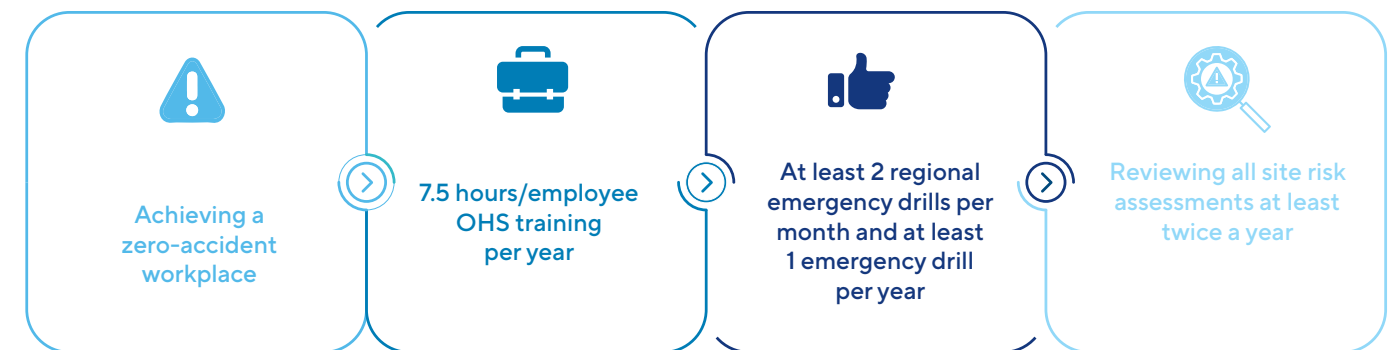 Achieving a
zero-accident
workplace
7.5 hours/employee
OHS training
per year
At least 2 regional
emergency drills per
month and at least
1 emergency drill
per year
Reviewing all site risk
assessments at least
twice a year